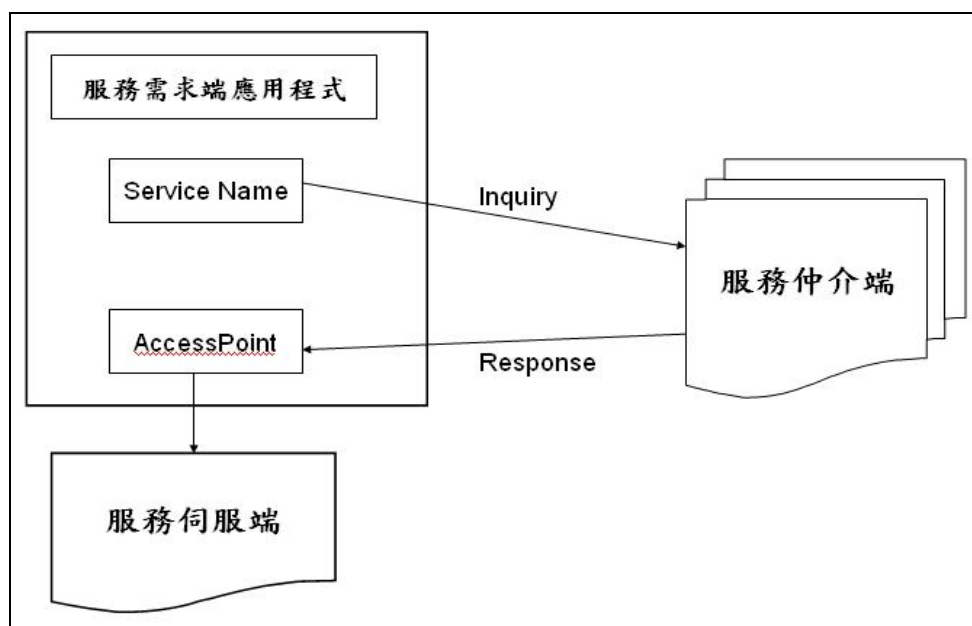 服務需求端應用程式
Service Name
Inquiry
服務仲介端
AccessPoint
Response
服務伺服端